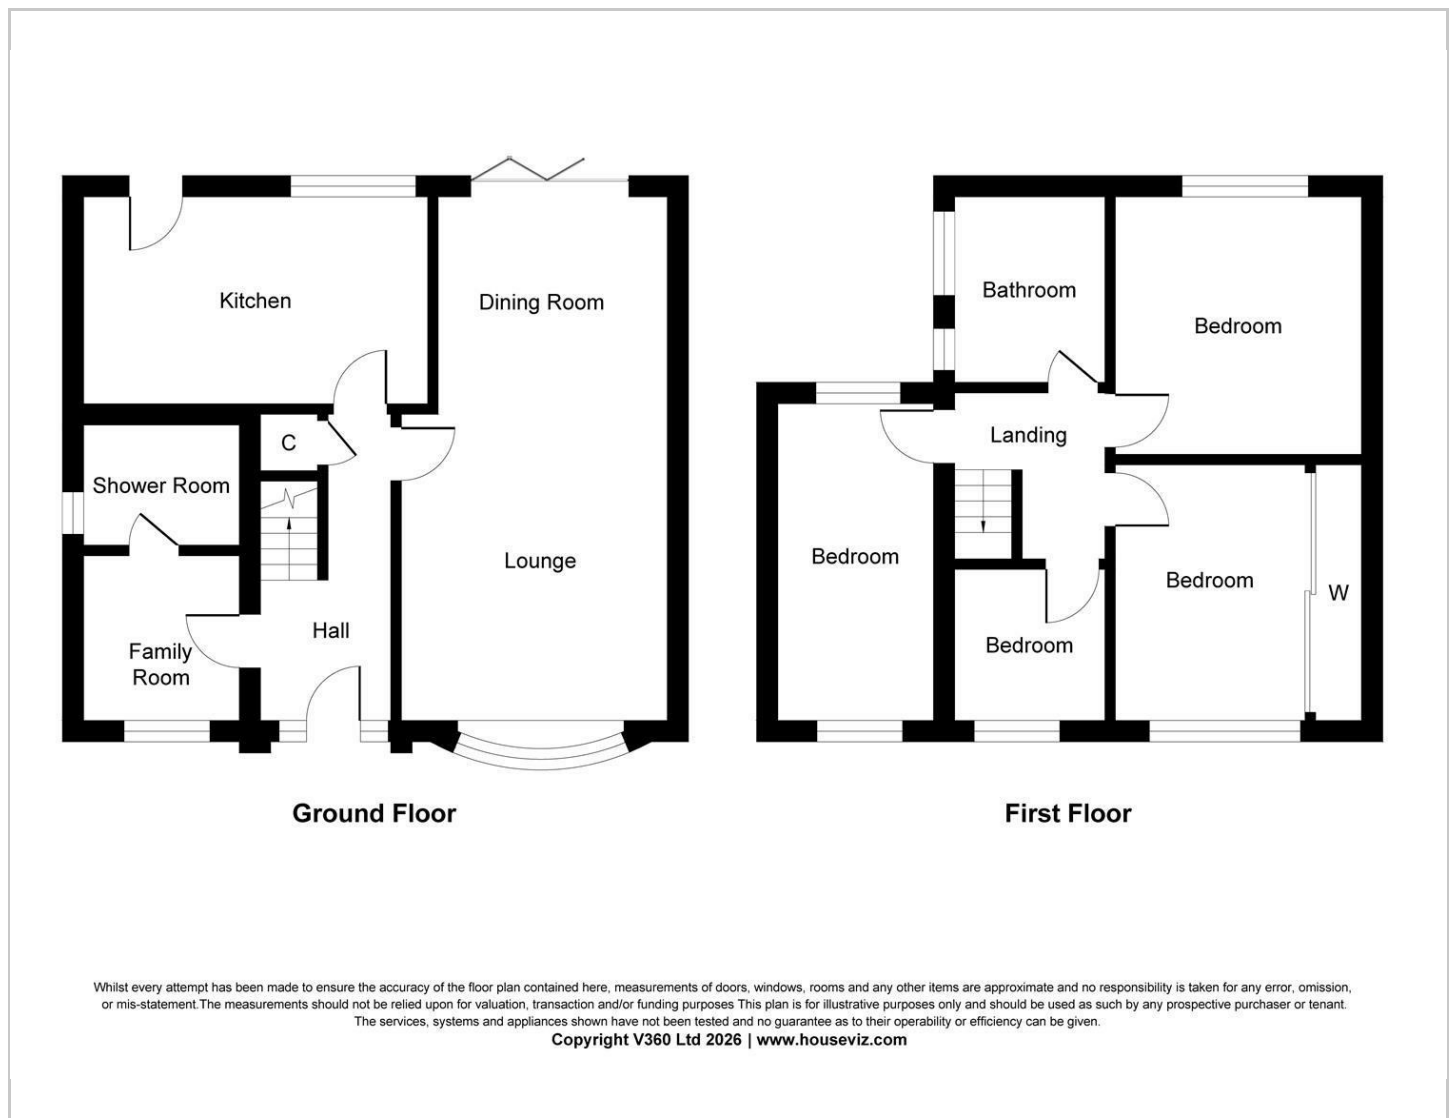 Kitchen
Dining Room
C
Shower Room
Lounge
Hall
Family
Room
Ground Floor
Bathroom
Bedroom
Landing
Bedroom
Bedroom
W
Bedroom
First Floor
Whilst every attempt has been made to ensure the accuracy of the floor plan contained here, measurements of doors, windows, rooms and any other items are approximate and no responsibility is taken for any error, omission,
or mis-statement.The measurements should not be relied upon for valuation, transaction and/or funding purposes This plan is for illustrative purposes only and should be used as such by any prospective purchaser or tenant.
The services, systems and appliances shown have not been tested and no guarantee as to their operability or efficiency can be given.
Copyright V360 Ltd 2026 | www.houseviz.com